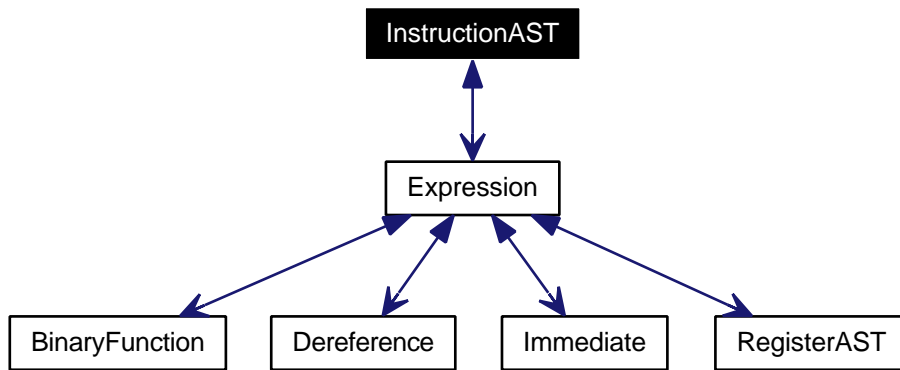 InstructionAST
Expression
BinaryFunction Dereference Immediate RegisterAST